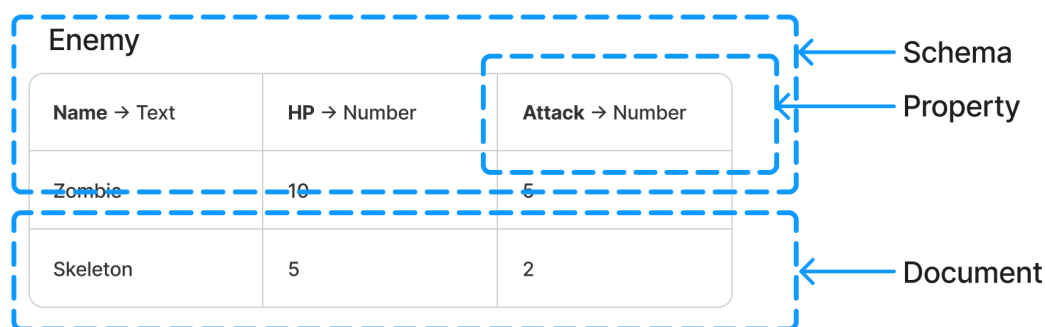 Enemy
Schema
Name → Text
HP → Number
Attack → Number
Property
Zombie
10
5
Skeleton
5
2
Document